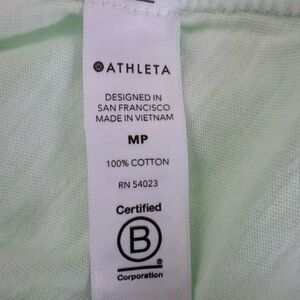 ATHLETA
DESIGNED IN
SAN FRANCISCO
MADE IN VIETNAM
MP
100% COTTON
RN 54023
Certified
B
®
Corporation